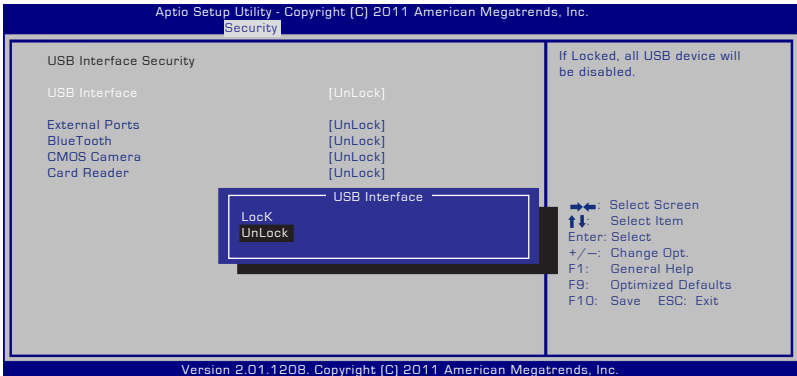 Aptio Setup Utility - Copyright (C) 2011 American Megatrends, Inc.
Security
USB Interface Security
USB Interface [UnLock]
External Ports [UnLock]
BlueTooth [UnLock]
CMOS Camera [UnLock]
Card Reader [UnLock]
USB Interface
LocK
UnLock
If Locked, all USB device will
be disabled.
→←: Select Screen
↑↓: Select Item
Enter: Select
+/—: Change Opt.
F1: General Help
F9: Optimized Defaults
F10: Save ESC: Exit
Version 2.01.1208. Copyright (C) 2011 American Megatrends, Inc.